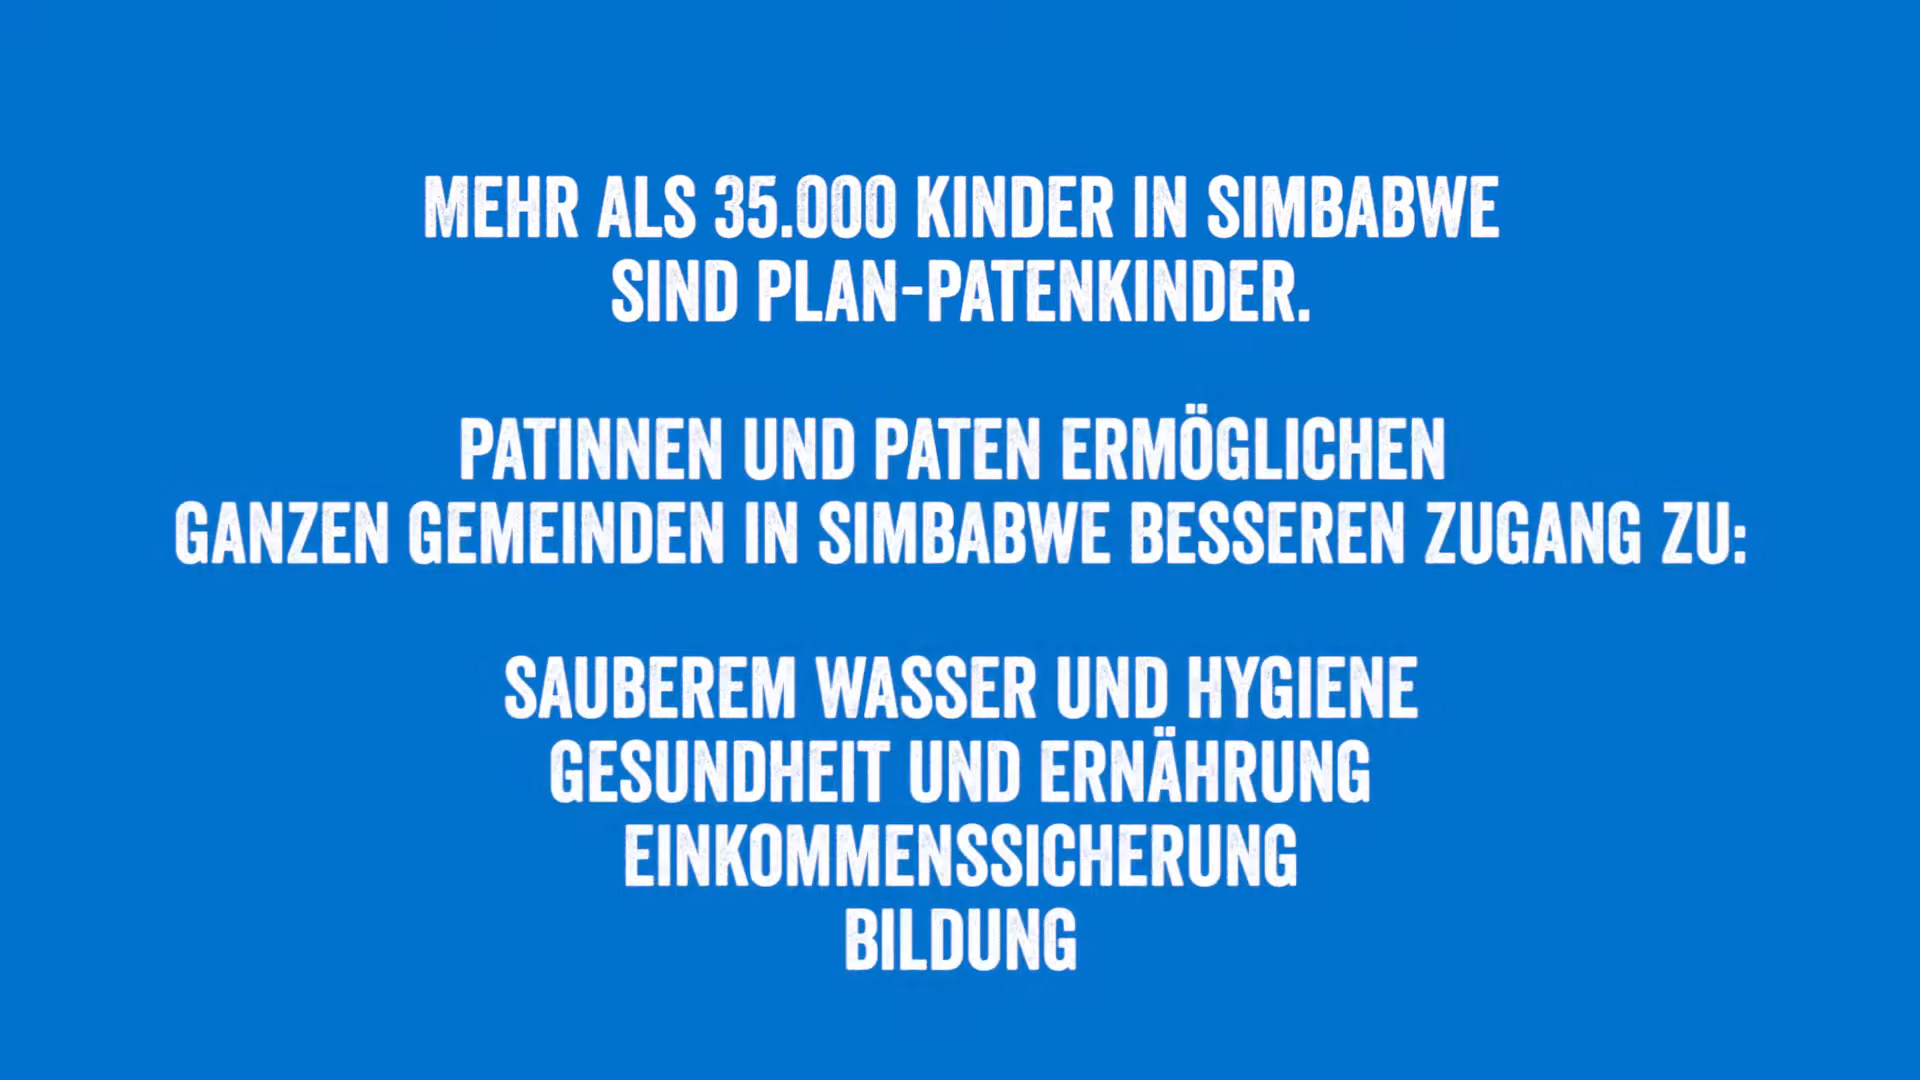 MEHR ALS 35.000 KINDER IN SIMBABWE
SIND PLAN-PATENKINDER.
PATINNEN UND PATEN ERMÖGLICHEN
GANZEN GEMEINDEN IN SIMBABWE BESSEREN ZUGANG ZU:
SAUBEREM WASSER UND HYGIENE
GESUNDHEIT UND ERNÄHRUNG
EINKOMMENSSICHERUNG
BILDUNG